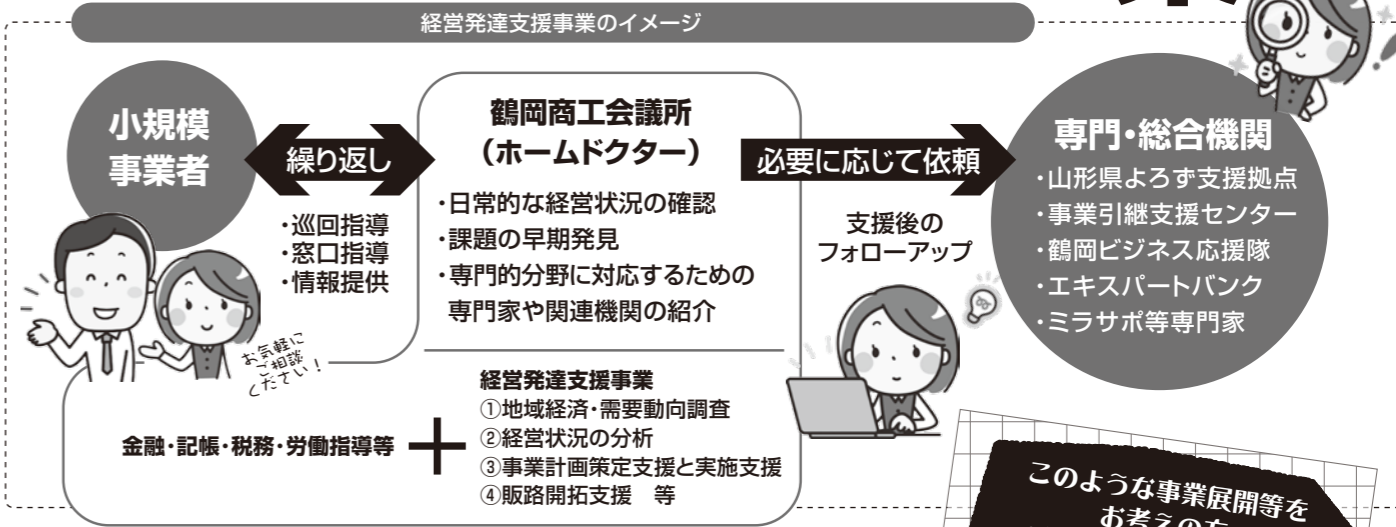 経営発達支援事業のイメージ
小規模
事業者
繰り返し
・巡回指導
・窓口指導
・情報提供
お気軽に
ご相談
ください!
鶴岡商工会議所
(ホームドクター)
・日常的な経営状況の確認
・課題の早期発見
・専門的分野に対応するための
専門家や関連機関の紹介
必要に応じて依頼
支援後の
フォローアップ
専門・総合機関
・山形県よろず支援拠点
・事業引継支援センター
・鶴岡ビジネス応援隊
・エキスパートバンク
・ミラサポ等専門家
金融・記帳・税務・労働指導等
+
経営発達支援事業
①地域経済・需要動向調査
②経営状況の分析
③事業計画策定支援と実施支援
④販路開拓支援 等
このような事業展開等を
お考えの方